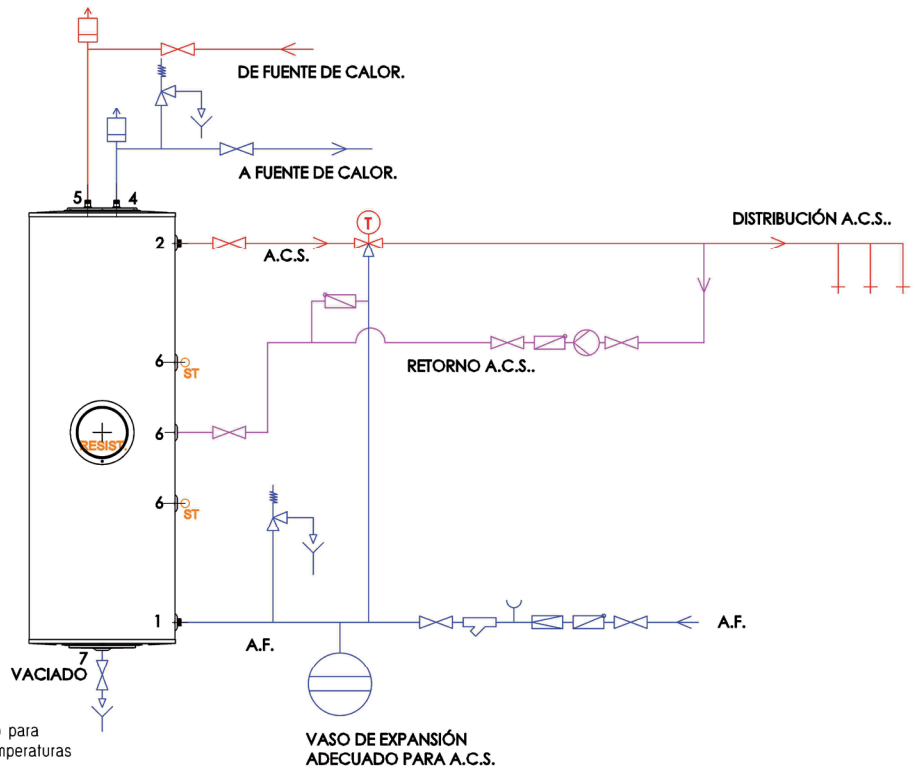 DE FUENTE DE CALOR.
A FUENTE DE CALOR.
5
4
2
T
A.C.S.
DISTRIBUCIÓN A.C.S..
6
ST
RETORNO A.C.S..
6
RESIST.
6
ST
1
A.F.
A.F.
7
VACIADO
para
VASO DE EXPANSIÓN
ADECUADO PARA A.C.S.